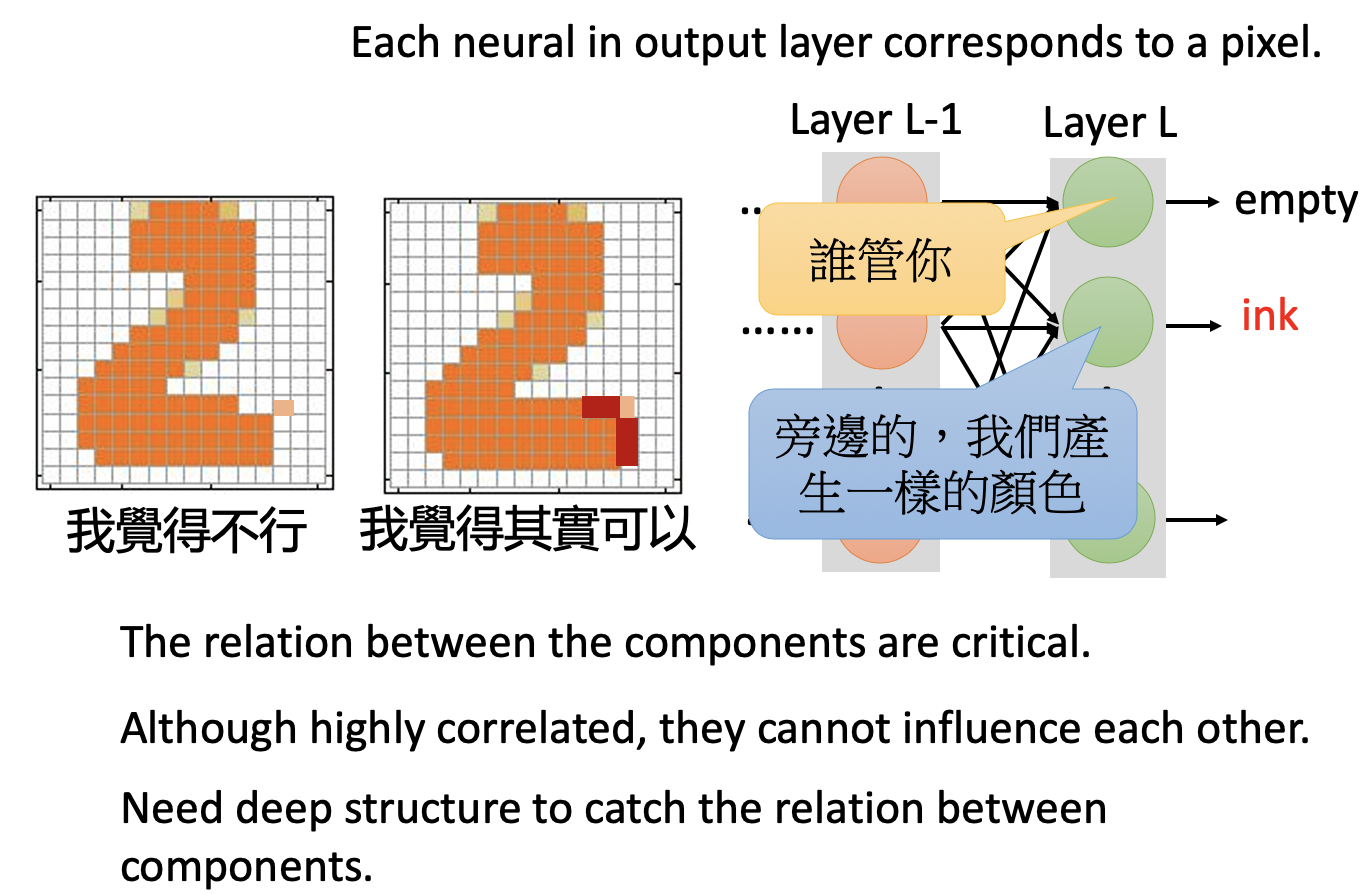 Each neural in output layer corresponds to a pixel.
Layer L-1
Layer L
empty
誰管你
……
ink
旁邊的，我們產
生一樣的顏色
我覺得不行
我覺得其實可以
The relation between the components are critical.
Although highly correlated, they cannot influence each other.
Need deep structure to catch the relation between
components.